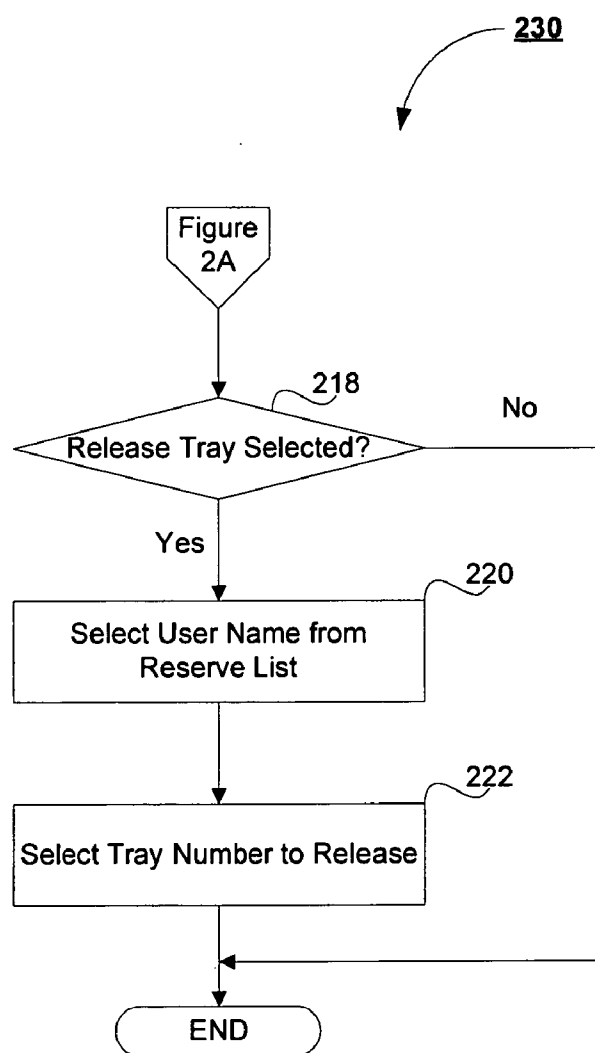 230
Figure
2A
218
Release Tray Selected?
No
Yes
220
Select User Name from
Reserve List
222
Select Tray Number to Release
END